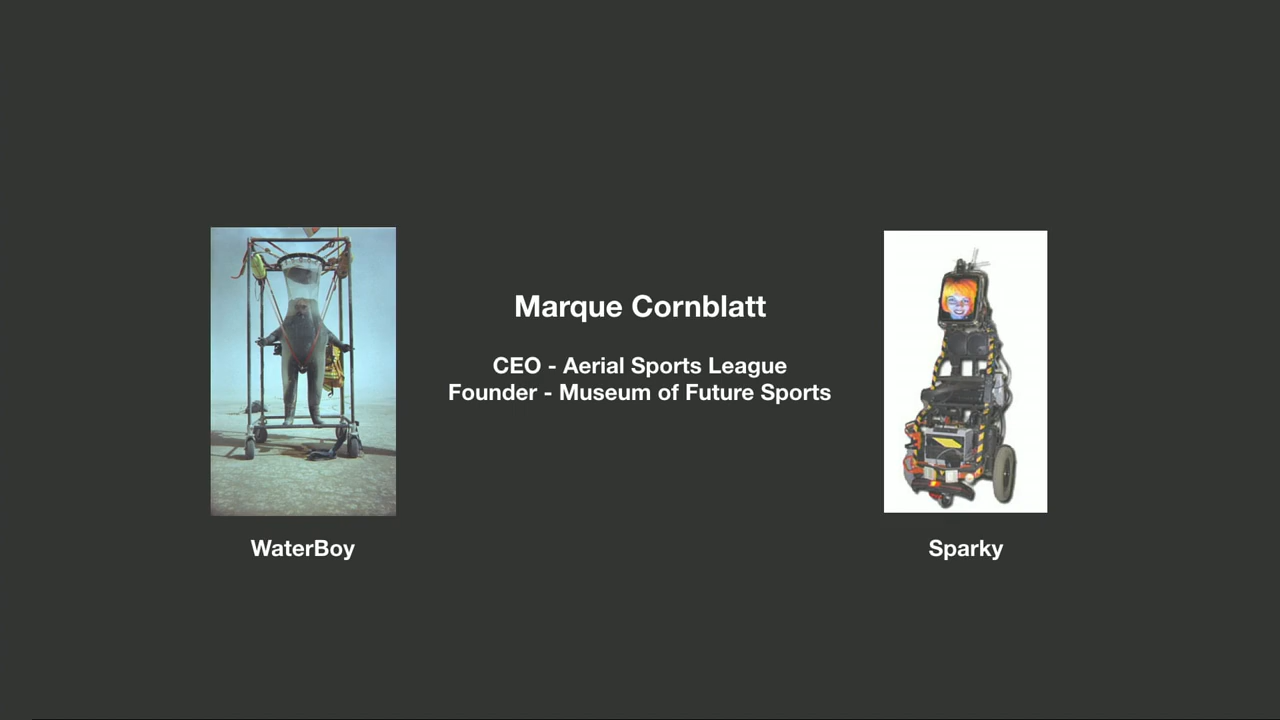 Marque Cornblatt
CEO - Aerial Sports League
Founder - Museum of Future Sports
WaterBoy
Sparky